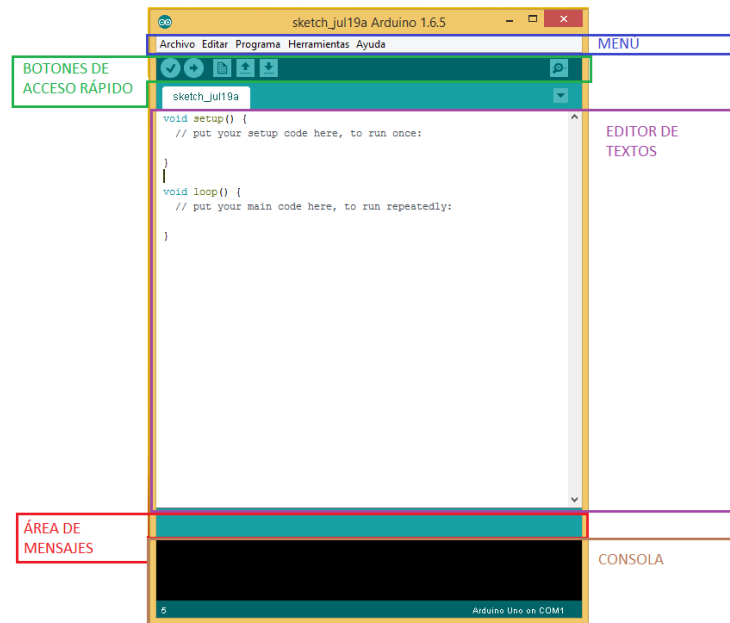 sketch_jul19a Arduino 1.6.5
Archivo Editar Programa Herramientas Ayuda
MENÚ
BOTONES DE
ACCESO RÁPIDO
sketch_jul19a
void setup() {
// put your setup code here, to run once:
}
void loop() {
// put your main code here, to run repeatedly:
}
EDITOR DE
TEXTOS
ÁREA DE
MENSAJES
CONSOLA
5
Arduino Uno on COM1